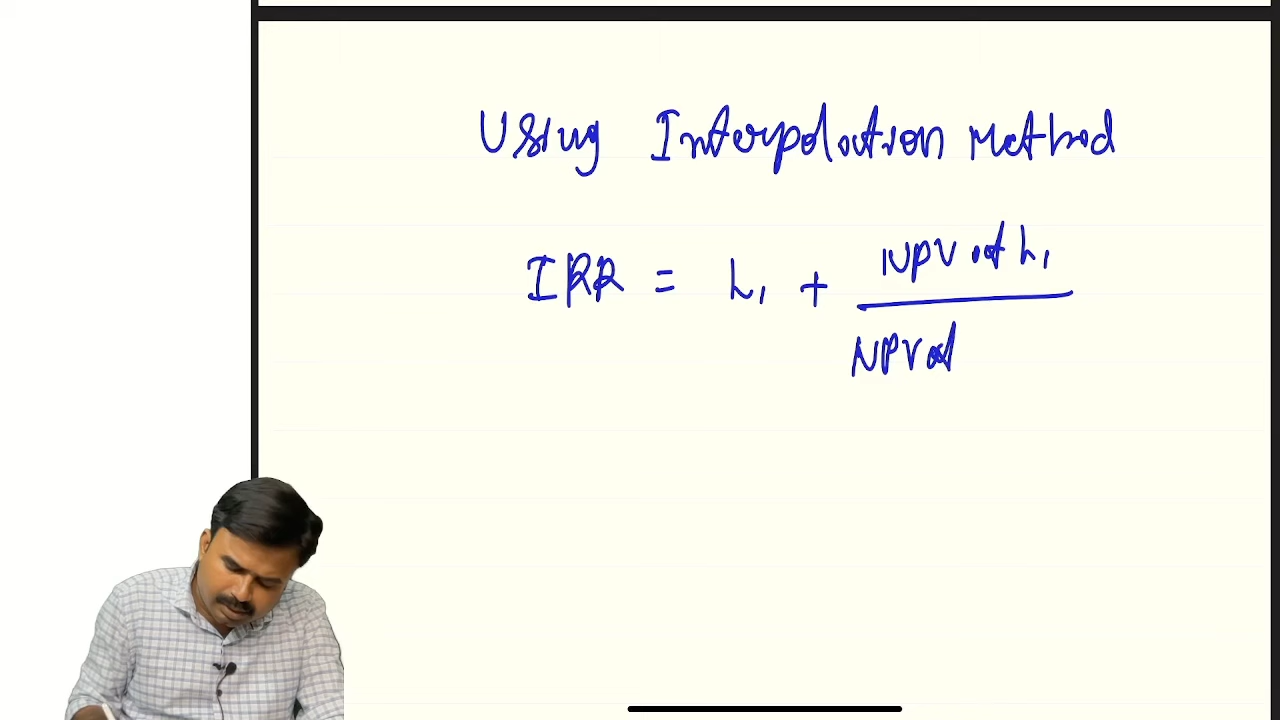 Using Interpolation Method
IRR = L₁ + NPV at L₁
NPV at